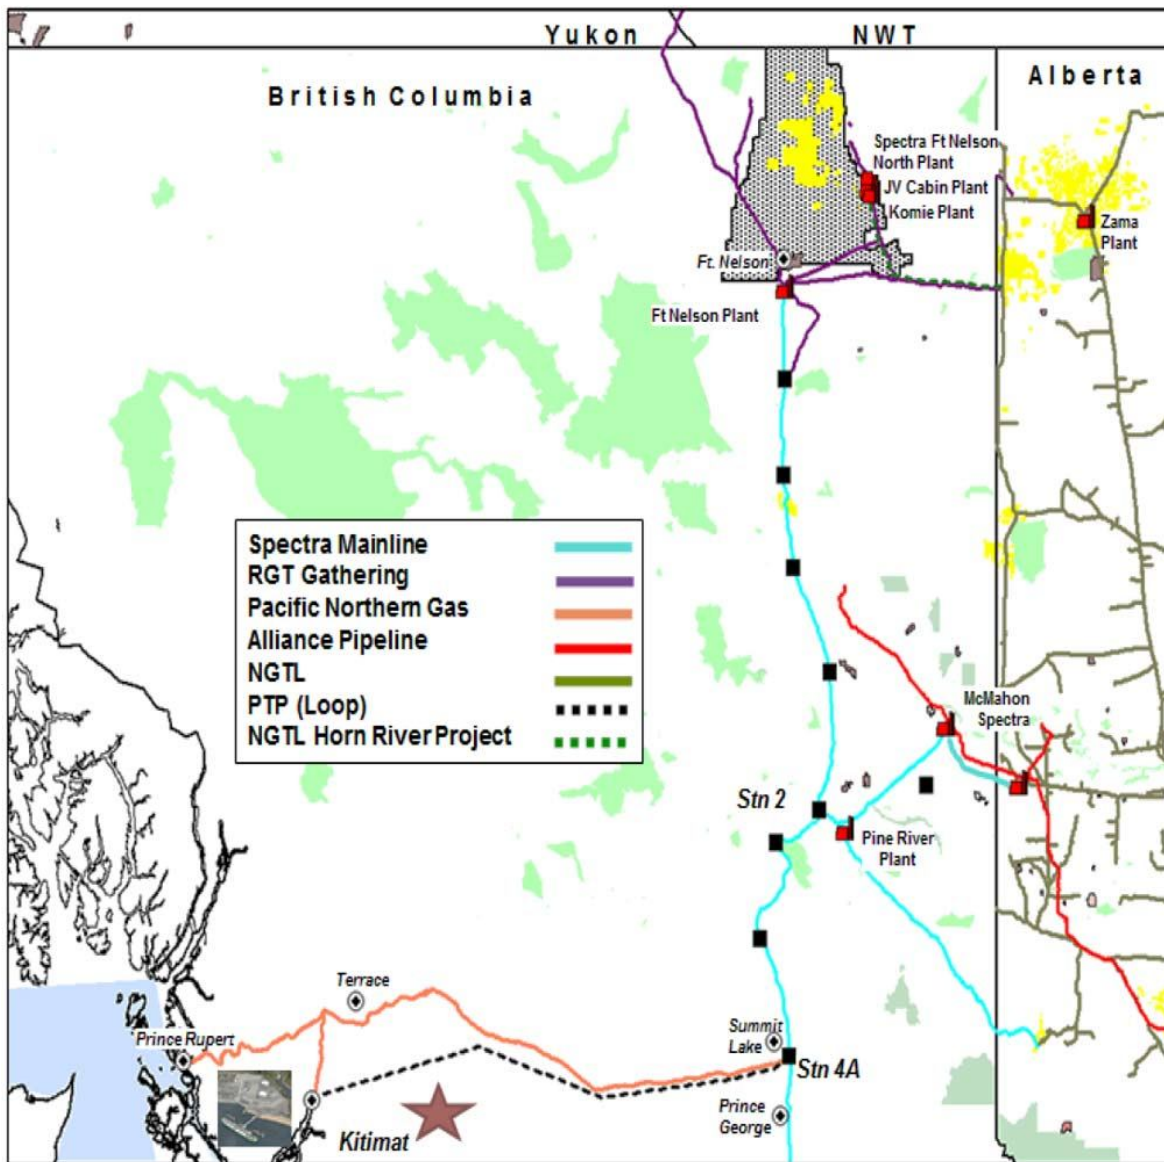 Yukon
NWT
Alberta
British Columbia
Spectra Ft Nelson
North Plant
JV Cabin Plant
Komie Plant
Zama
Plant
Ft. Nelson
Ft Nelson Plant
Spectra Mainline
RGT Gathering
Pacific Northern Gas
Alliance Pipeline
NGTL
PTP (Loop)
NGTL Horn River Project
McMahon
Spectra
Stn 2
Pine River
Plant
Terrace
Prince Rupert
Summit
Lake
Stn 4A
Prince
George
Kitimat